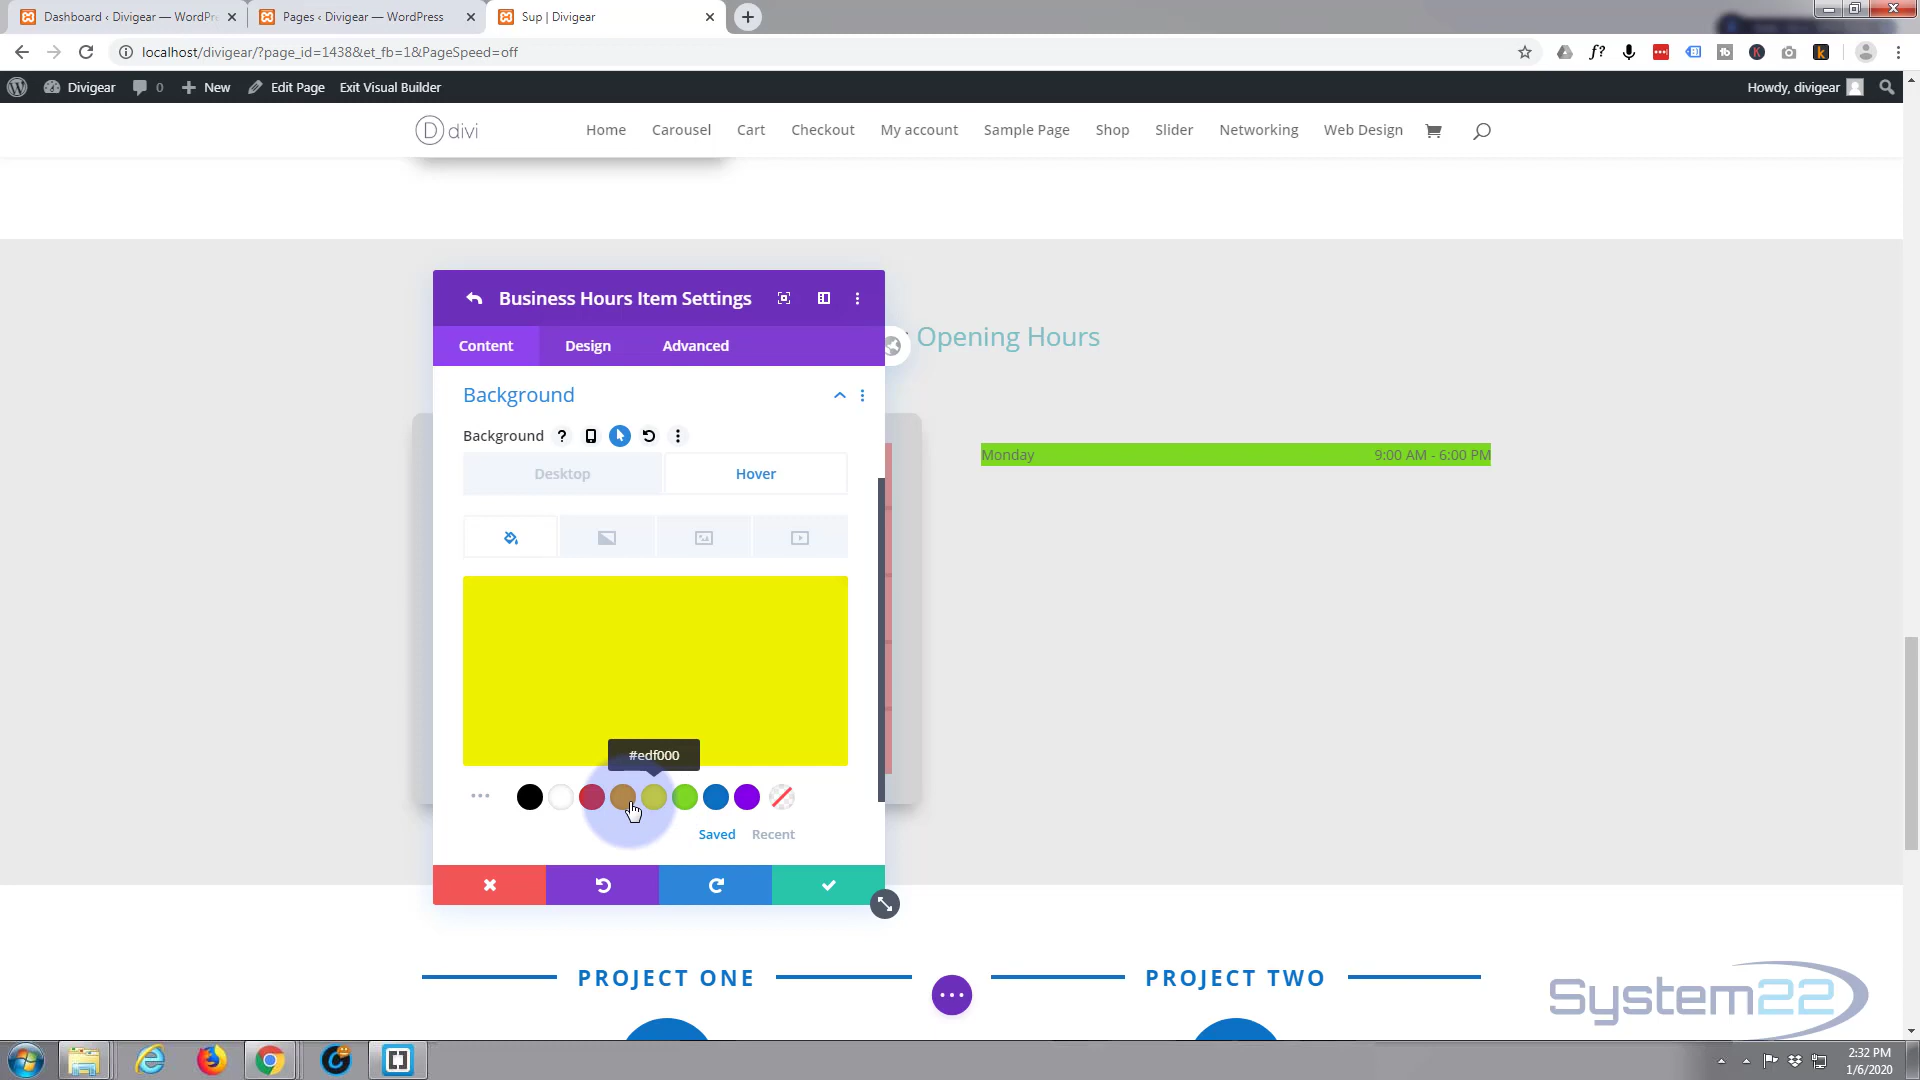 Dashboard ‹ Divigear — WordPr
Pages ‹ Divigear — WordPress
Sup | Divigear
localhost/divigear/?page_id=1438&et_fb=1&PageSpeed=off
Divigear
0
New
Edit Page
Exit Visual Builder
Howdy, divigear
D divi
Home
Carousel
Cart
Checkout
My account
Sample Page
Shop
Slider
Networking
Web Design
Business Hours Item Settings
Content
Design
Advanced
Opening Hours
Background
Background
Desktop
Hover
Monday
9:00 AM - 6:00 PM
#edf000
Saved
Recent
PROJECT ONE
PROJECT TWO
System22
2:32 PM
1/6/2020